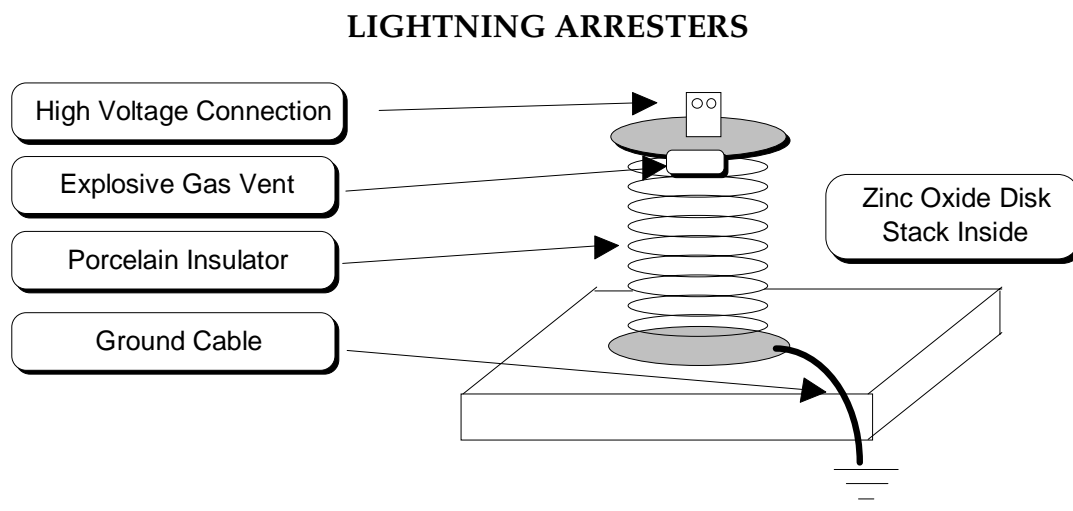 LIGHTNING ARRESTERS
High Voltage Connection
Explosive Gas Vent
Porcelain Insulator
Ground Cable
Zinc Oxide Disk
Stack Inside